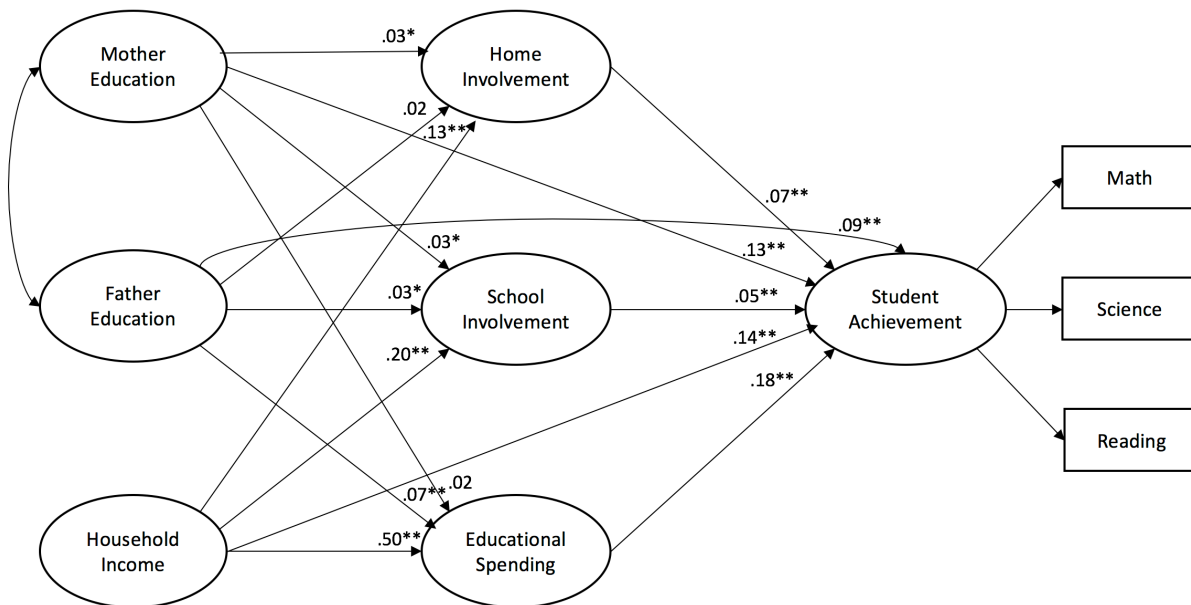 Mother
Education
.03*
Home
Involvement
.02
.13**
Math
.07**
.09**
.03*
.13**
Father
Education
.03*
School
Involvement
.05**
Student
Achievement
Science
.20**
.14**
.18**
Reading
.02
.07**
Household
Income
.50**
Educational
Spending